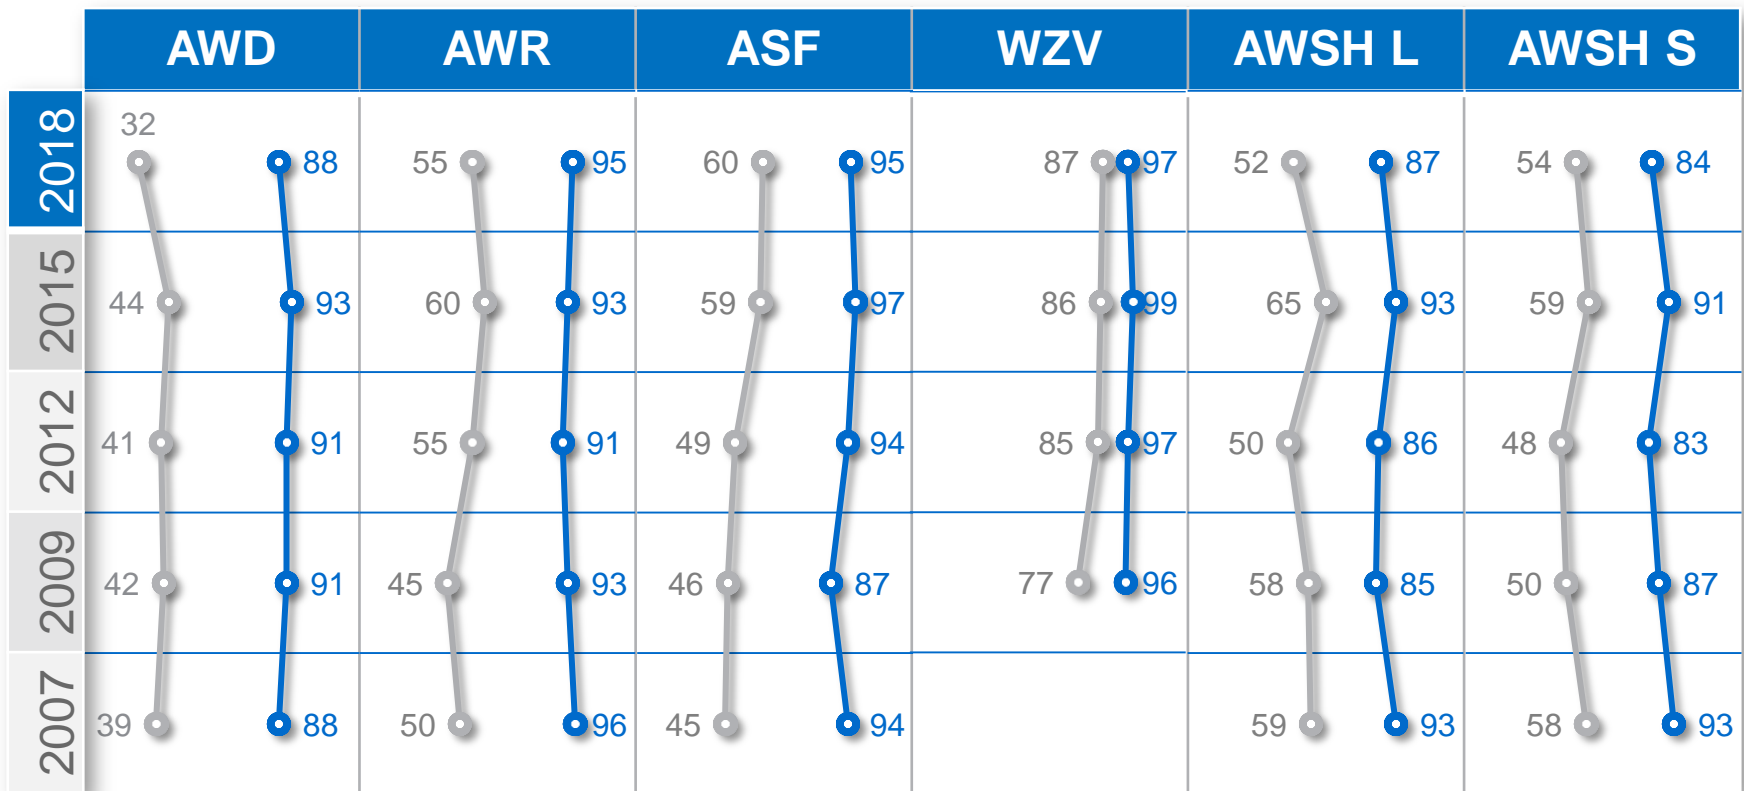 AWD AWR ASF WZV AWSH L AWSH S
2018 32 88 55 95 60 95 87 97 52 87 54 84
2015 44 93 60 93 59 97 86 99 65 93 59 91
2012 41 91 55 91 49 94 85 97 50 86 48 83
2009 42 91 45 93 46 87 77 96 58 85 50 87
2007 39 88 50 96 45 94 59 93 58 93